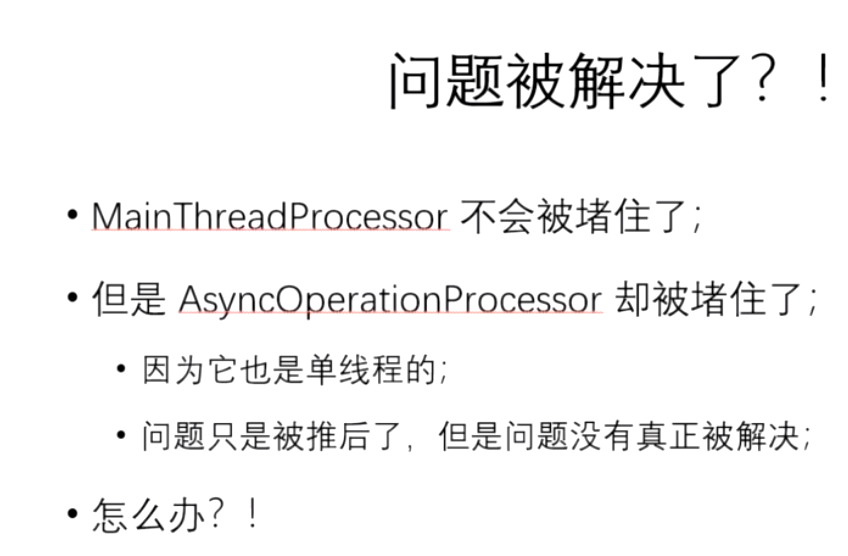 问题被解决了？！
• MainThreadProcessor 不会被堵住了；
• 但是 AsyncOperationProcessor 却被堵住了；
• 因为它也是单线程的；
• 问题只是被推后了，但是问题没有真正被解决；
• 怎么办？！